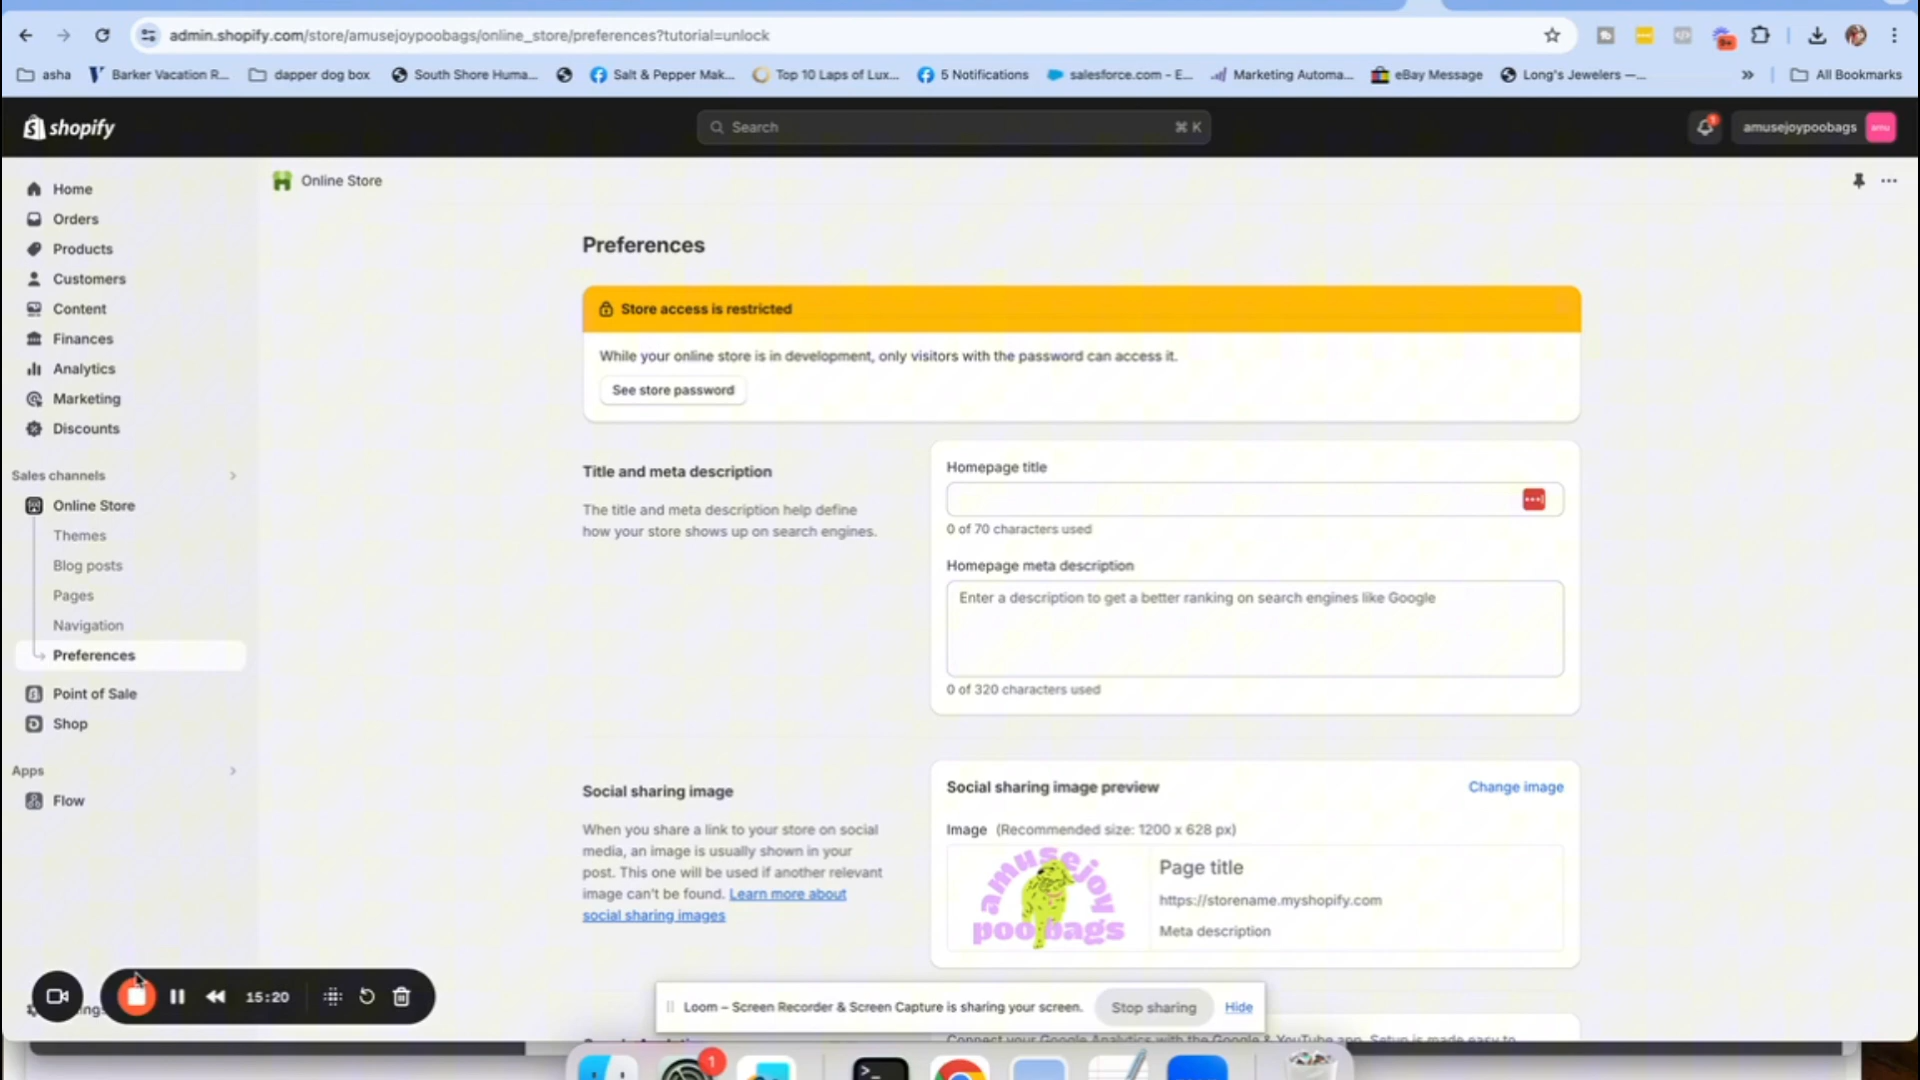 admin.shopify.com/store/amusejoypoobags/online_store/preferences?tutorial=unlock
9+
asha
Barker Vacation R...
dapper dog box
South Shore Huma...
Salt & Pepper Mak...
Top 10 Laps of Lux...
5 Notifications
salesforce.com - E...
Marketing Automa...
eBay Message
Long's Jewelers —...
»
All Bookmarks
shopify
Search
⌘ K
1
amusejoypoobags
amu
Home
Orders
Products
Customers
Content
Finances
Analytics
Marketing
Discounts
Sales channels
Online Store
Themes
Blog posts
Pages
Navigation
Preferences
Point of Sale
Shop
Apps
Flow
Online Store
Preferences
Store access is restricted
While your online store is in development, only visitors with the password can access it.
See store password
Title and meta description
The title and meta description help define
how your store shows up on search engines.
Homepage title
0 of 70 characters used
Homepage meta description
Enter a description to get a better ranking on search engines like Google
0 of 320 characters used
Social sharing image
When you share a link to your store on social
media, an image is usually shown in your
post. This one will be used if another relevant
image can't be found. Learn more about
social sharing images
Social sharing image preview
Change image
Image (Recommended size: 1200 x 628 px)
amusejoy
poo bags
Page title
https://storename.myshopify.com
Meta description
15:20
Loom – Screen Recorder & Screen Capture is sharing your screen.
Stop sharing
Hide
Connect your Google Analytics with the Google & YouTube app. Setup is made easy to
1